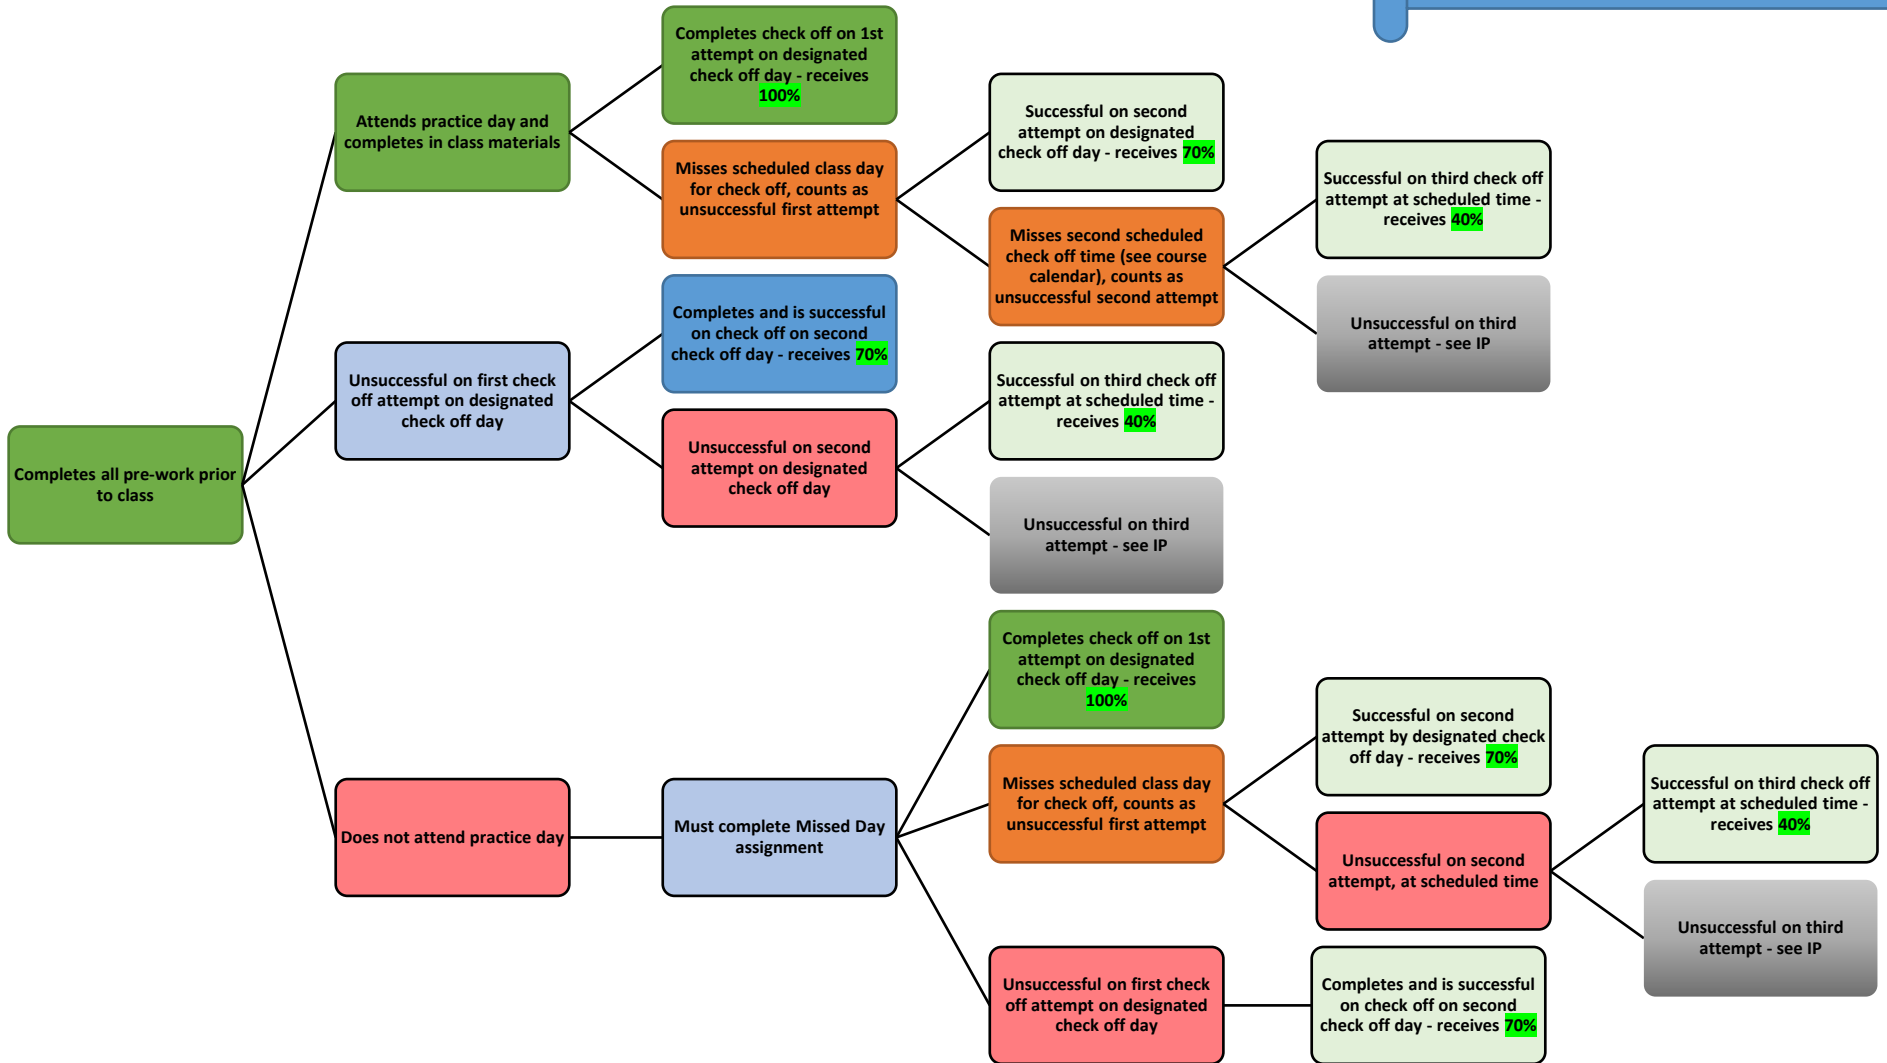 Completes all pre-work prior
to class
Attends practice day and
completes in class materials
Completes check off on 1st
attempt on designated
check off day - receives
100%
Misses scheduled class day
for check off, counts as
unsuccessful first attempt
Successful on second
attempt on designated
check off day - receives 70%
Misses second scheduled
check off time (see course
calendar), counts as
unsuccessful second attempt
Successful on third check off
attempt at scheduled time -
receives 40%
Unsuccessful on third
attempt - see IP
Unsuccessful on first check
off attempt on designated
check off day
Completes and is successful
on check off on second
check off day - receives 70%
Unsuccessful on second
attempt on designated
check off day
Successful on third check off
attempt at scheduled time -
receives 40%
Unsuccessful on third
attempt - see IP
Does not attend practice day
Must complete Missed Day
assignment
Completes check off on 1st
attempt on designated
check off day - receives
100%
Misses scheduled class day
for check off, counts as
unsuccessful first attempt
Successful on second
attempt by designated check
off day - receives 70%
Unsuccessful on second
attempt, at scheduled time
Successful on third check off
attempt at scheduled time -
receives 40%
Unsuccessful on third
attempt - see IP
Unsuccessful on first check
off attempt on designated
check off day
Completes and is successful
on check off on second
check off day - receives 70%